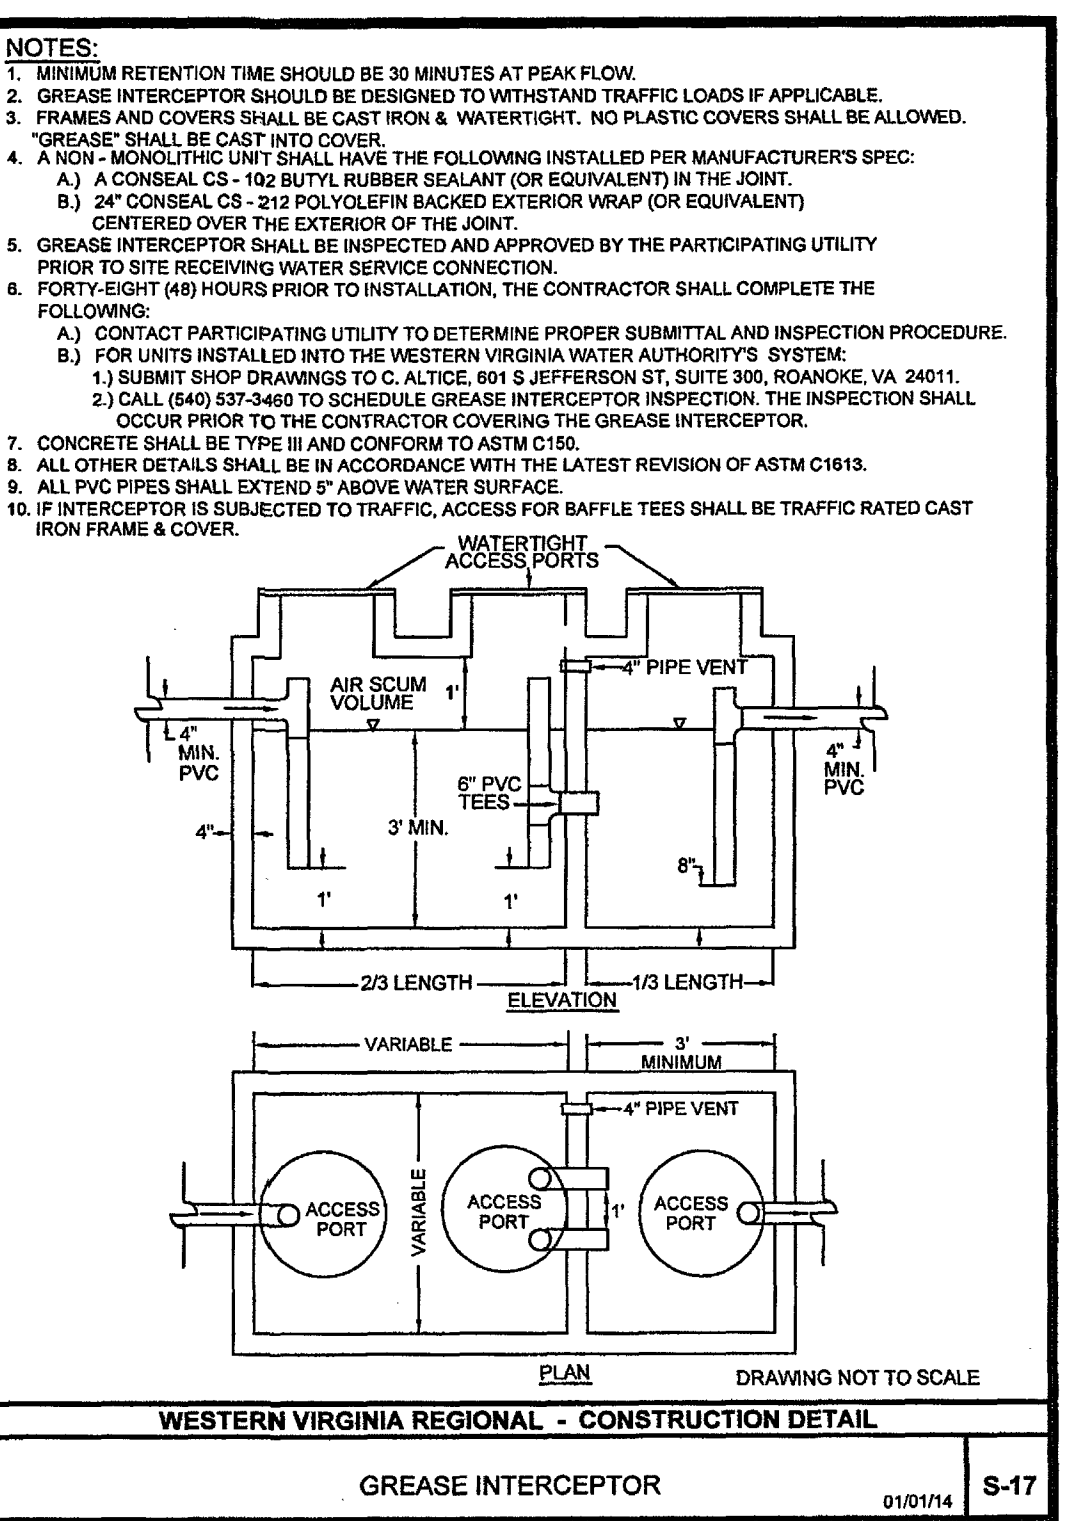 NOTES:
1. MINIMUM RETENTION TIME SHOULD BE 30 MINUTES AT PEAK FLOW.
2. GREASE INTERCEPTOR SHOULD BE DESIGNED TO WITHSTAND TRAFFIC LOADS IF APPLICABLE.
3. FRAMES AND COVERS SHALL BE CAST IRON & WATERTIGHT. NO PLASTIC COVERS SHALL BE ALLOWED.
"GREASE" SHALL BE CAST INTO COVER.
4. A NON - MONOLITHIC UNIT SHALL HAVE THE FOLLOWING INSTALLED PER MANUFACTURER'S SPEC:
A.) A CONSEAL CS - 102 BUTYL RUBBER SEALANT (OR EQUIVALENT) IN THE JOINT.
B.) 24" CONSEAL CS - 212 POLYOLEFIN BACKED EXTERIOR WRAP (OR EQUIVALENT)
CENTERED OVER THE EXTERIOR OF THE JOINT.
5. GREASE INTERCEPTOR SHALL BE INSPECTED AND APPROVED BY THE PARTICIPATING UTILITY
PRIOR TO SITE RECEIVING WATER SERVICE CONNECTION.
6. FORTY-EIGHT (48) HOURS PRIOR TO INSTALLATION, THE CONTRACTOR SHALL COMPLETE THE
FOLLOWING:
A.) CONTACT PARTICIPATING UTILITY TO DETERMINE PROPER SUBMITTAL AND INSPECTION PROCEDURE.
B.) FOR UNITS INSTALLED INTO THE WESTERN VIRGINIA WATER AUTHORITY'S SYSTEM:
1.) SUBMIT SHOP DRAWINGS TO C. ALTICE, 601 S JEFFERSON ST, SUITE 300, ROANOKE, VA 24011.
2.) CALL (540) 537-3460 TO SCHEDULE GREASE INTERCEPTOR INSPECTION. THE INSPECTION SHALL
OCCUR PRIOR TO THE CONTRACTOR COVERING THE GREASE INTERCEPTOR.
7. CONCRETE SHALL BE TYPE III AND CONFORM TO ASTM C150.
8. ALL OTHER DETAILS SHALL BE IN ACCORDANCE WITH THE LATEST REVISION OF ASTM C1613.
9. ALL PVC PIPES SHALL EXTEND 5" ABOVE WATER SURFACE.
10. IF INTERCEPTOR IS SUBJECTED TO TRAFFIC, ACCESS FOR BAFFLE TEES SHALL BE TRAFFIC RATED CAST
IRON FRAME & COVER.
WATERTIGHT
ACCESS PORTS
4" PIPE VENT
AIR SCUM
VOLUME
1'
4"
MIN.
PVC
4"
MIN.
PVC
6" PVC
TEES
3' MIN.
4"
8"
1'
1'
2/3 LENGTH
1/3 LENGTH
ELEVATION
VARIABLE
3'
MINIMUM
4" PIPE VENT
VARIABLE
ACCESS
PORT
ACCESS
PORT
1'
ACCESS
PORT
PLAN
DRAWING NOT TO SCALE
WESTERN VIRGINIA REGIONAL - CONSTRUCTION DETAIL
GREASE INTERCEPTOR
01/01/14
S-17